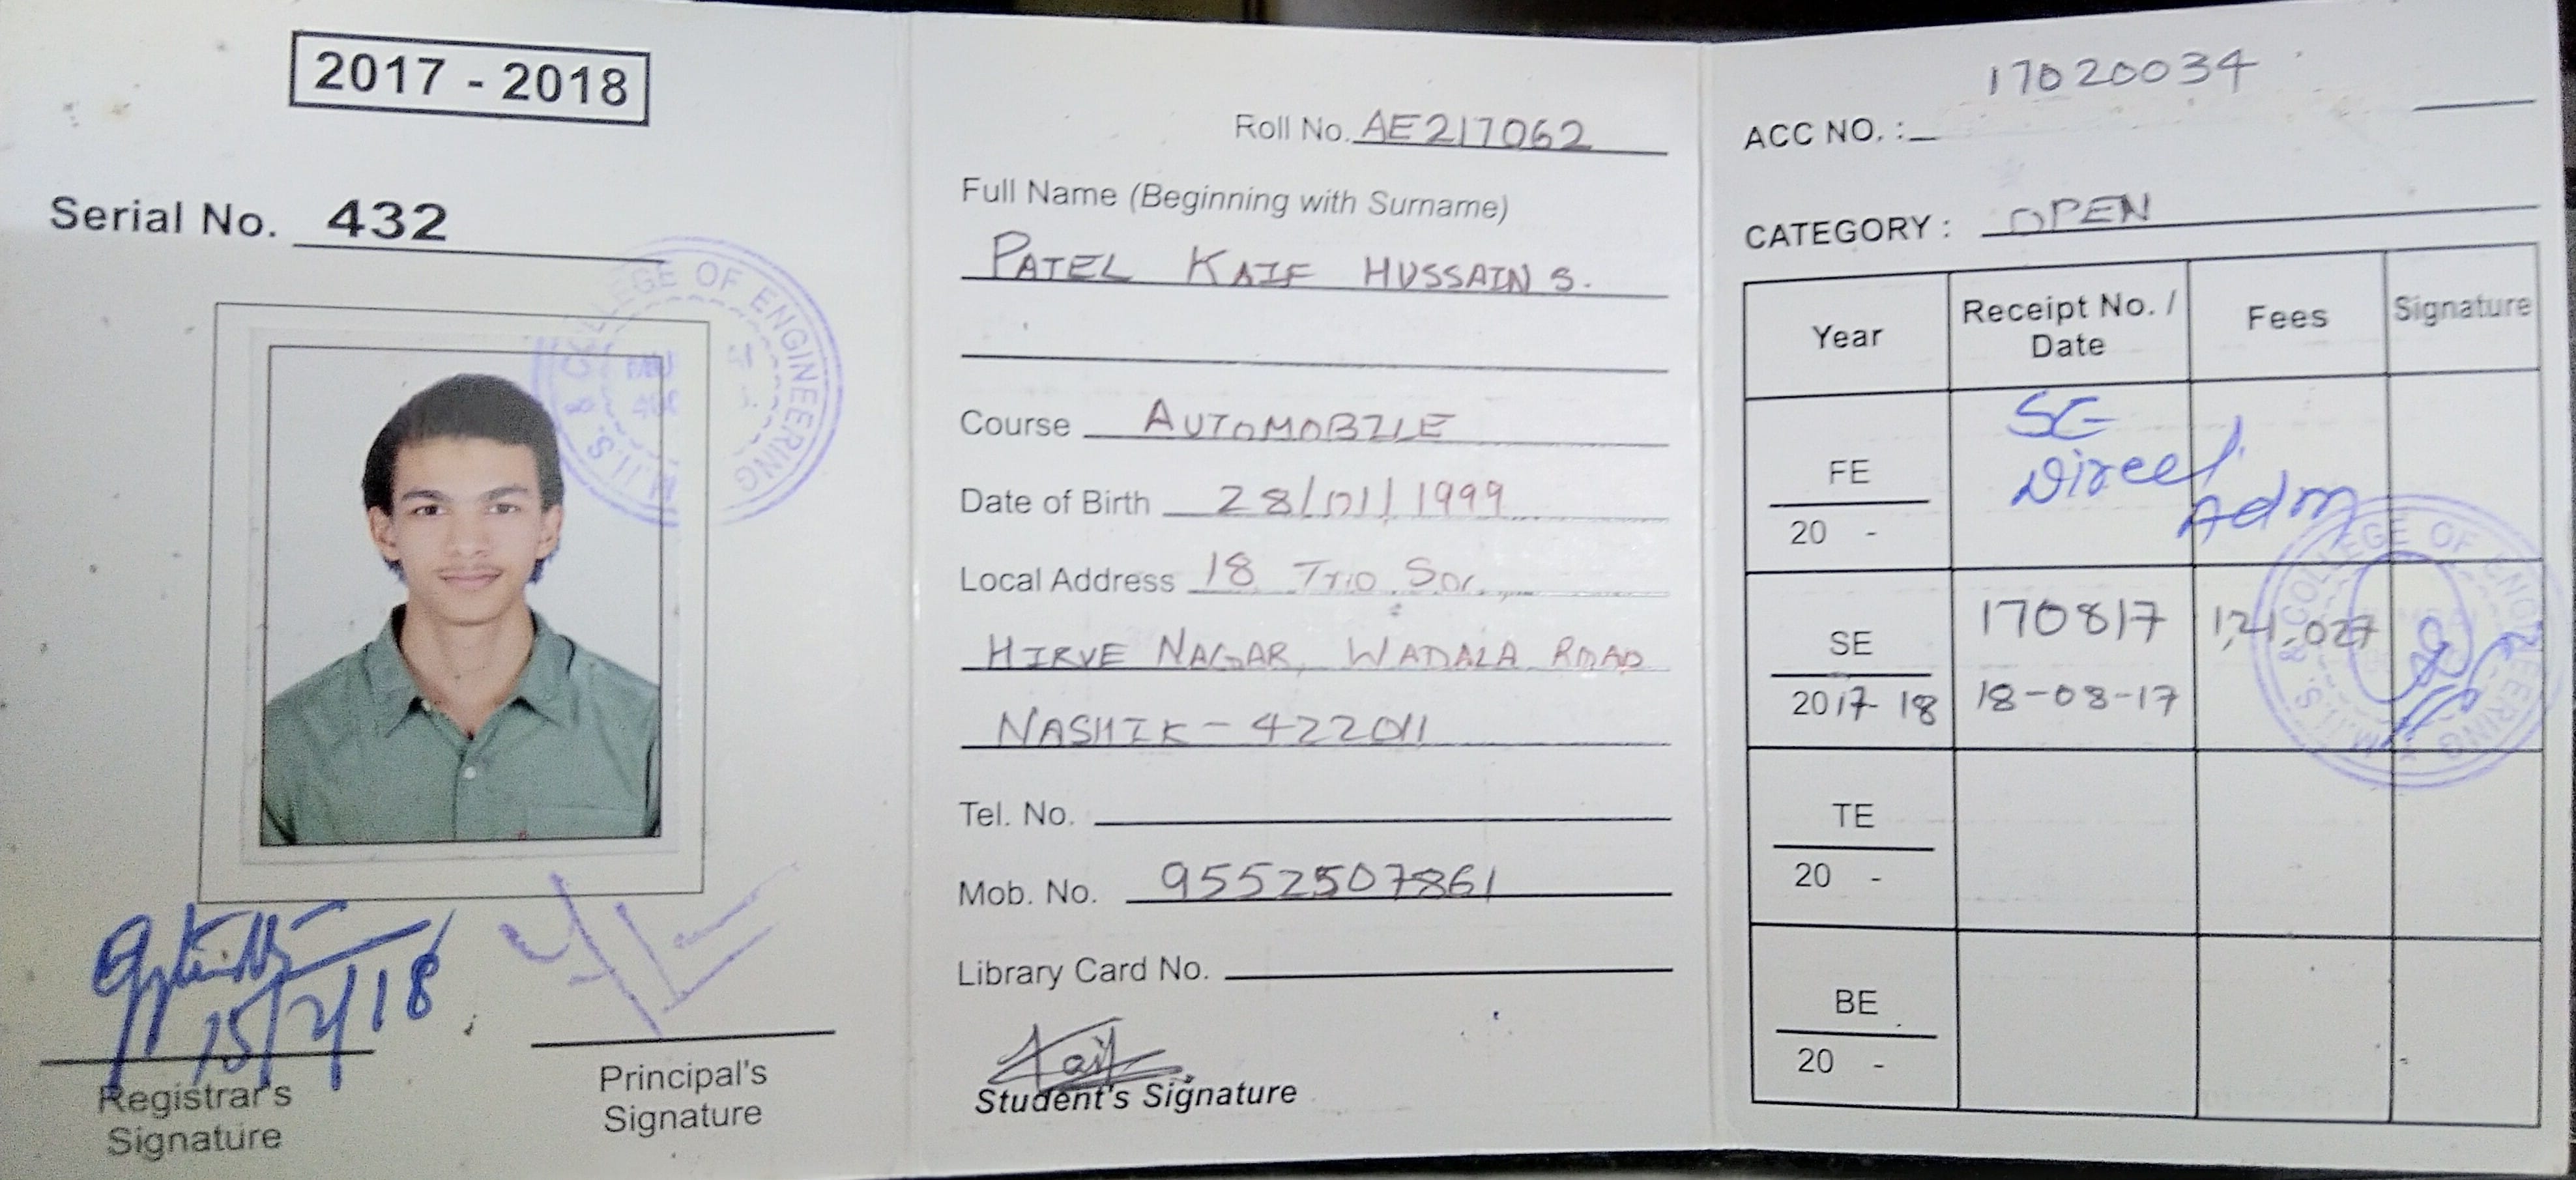 2017 - 2018
Serial No. 432
COLLEGE OF ENGINEERING
M.I.I.S.
15/2/18
Registrar's
Signature
Principal's
Signature
Roll No. AE217062
Full Name (Beginning with Surname)
PATEL KAIF HUSSAIN S.
Course AUTOMOBILE
Date of Birth 28/01/1999
Local Address 18 Trio Soc.
HIRVE NAGAR, WADALA ROAD
NASHIK - 422011
Tel. No.
Mob. No. 9552507861
Library Card No.
Kaif
Student's Signature
17020034
ACC NO. :
CATEGORY : OPEN
Year Receipt No. / Date Fees Signature
FE
20 -
Direct
Adm
SE 170817 1,21,027
2017-18 18-08-17
COLLEGE OF ENGINEERING
TE
20 -
BE
20 -